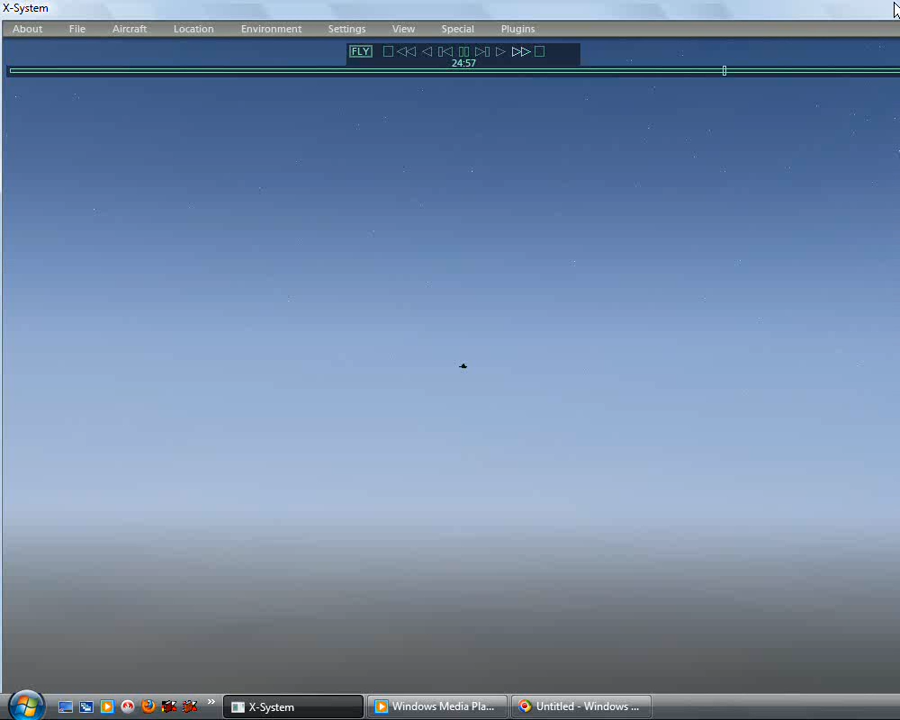 X-System
About File Aircraft Location Environment Settings View Special Plugins
FLY
24:57
X-System Windows Media Pla... Untitled - Windows ...